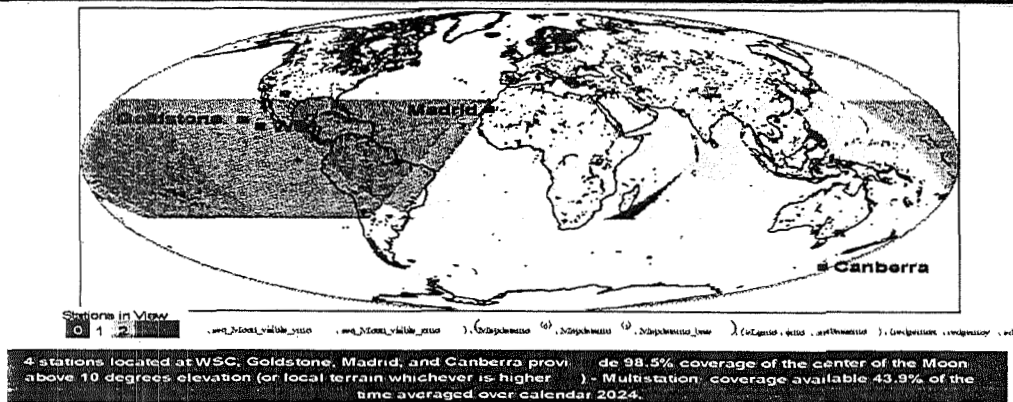 Madrid
Goldstone
WSC
Canberra
Stations in View
0 1 2
4 stations located at WSC, Goldstone, Madrid, and Canberra provi de 98.5% coverage of the center of the Moon
above 10 degrees elevation (or local terrain whichever is higher ) - Multistation coverage available 43.9% of the
time averaged over calendar 2024.